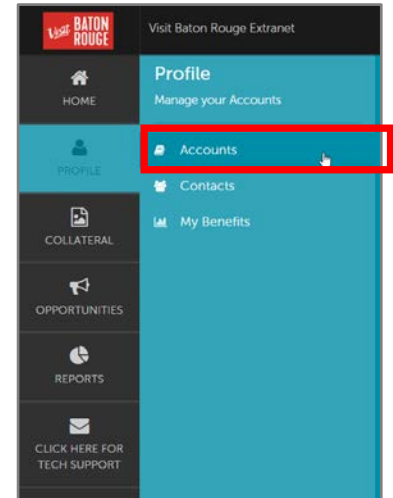 Visit BATON
ROUGE
Visit Baton Rouge Extranet
HOME
PROFILE
COLLATERAL
OPPORTUNITIES
REPORTS
CLICK HERE FOR
TECH SUPPORT
Profile
Manage your Accounts
Accounts
Contacts
My Benefits